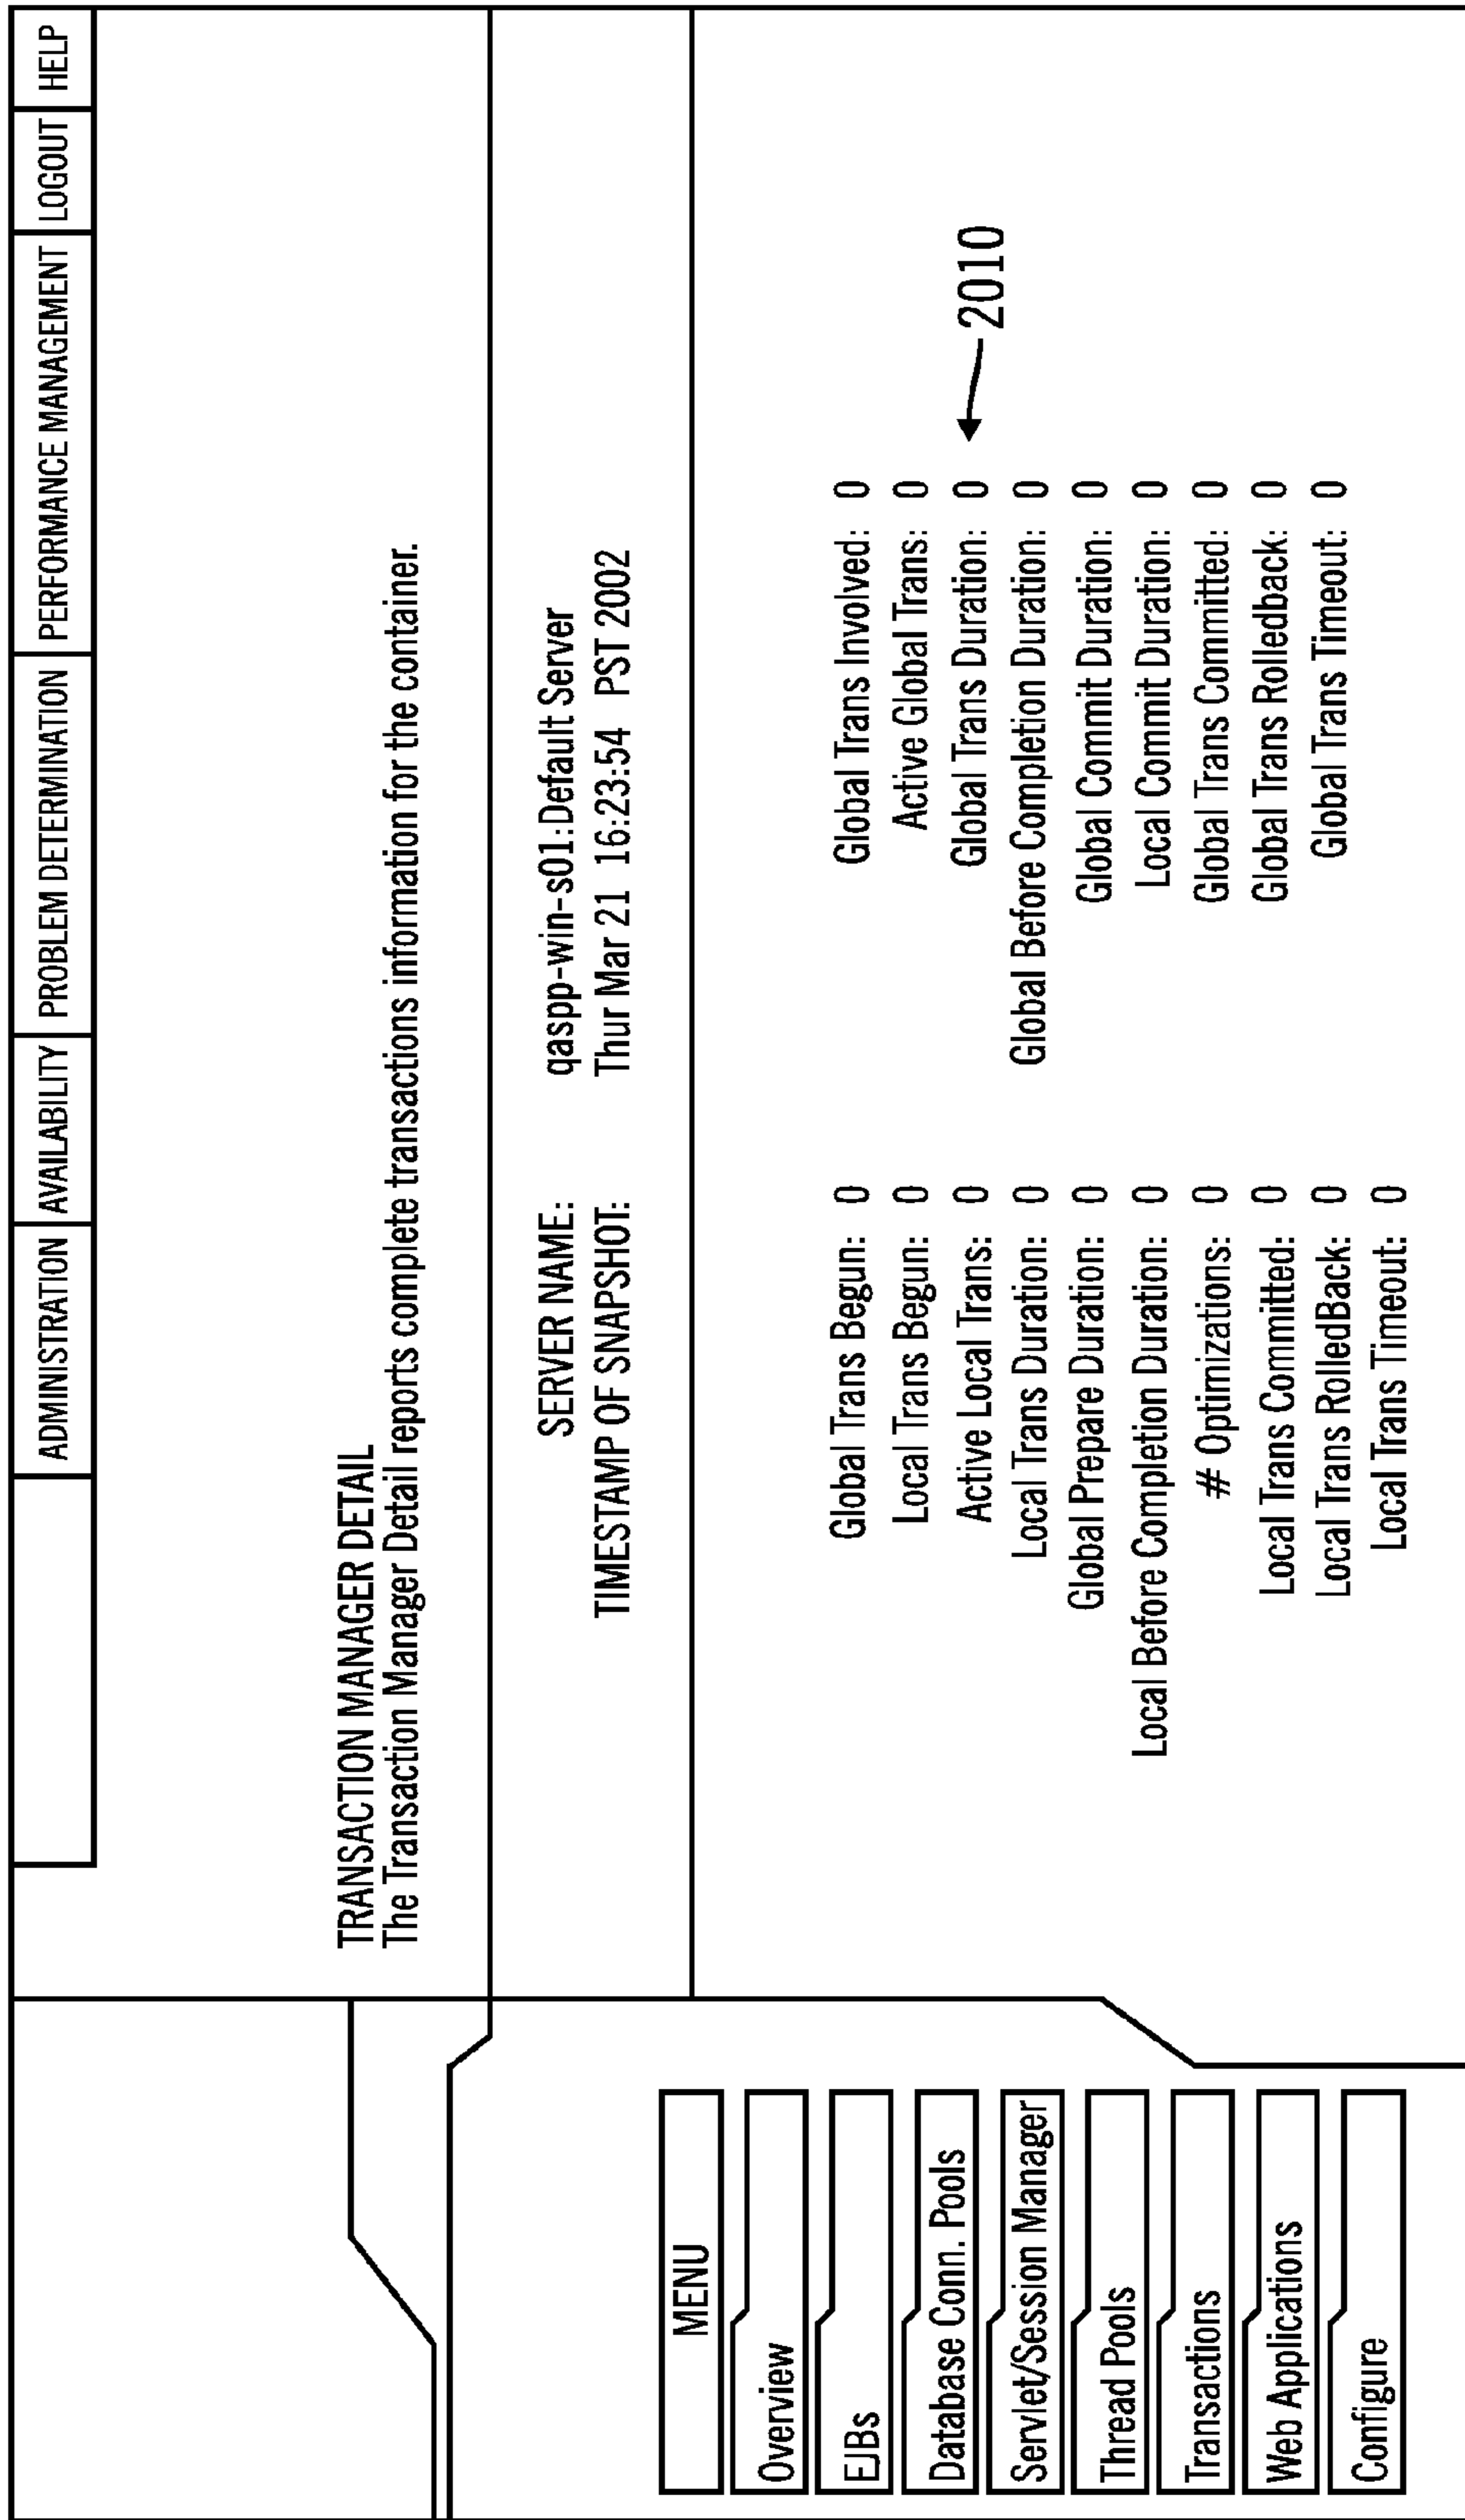 ADMINISTRATION AVAILABILITY PROBLEM DETERMINATION PERFORMANCE MANAGEMENT LOGOUT HELP
TRANSACTION MANAGER DETAIL
The Transaction Manager Detail reports complete transactions information for the container.
SERVER NAME: qaspp-win-s01:Default Server
TIMESTAMP OF SNAPSHOT: Thur Mar 21 16:23:54 PST 2002
MENU
Overview
EJBs
Database Conn. Pools
Servlet/Session Manager
Thread Pools
Transactions
Web Applications
Configure
Global Trans Begun: 0 Global Trans Involved: 0
Local Trans Begun: 0 Active Global Trans: 0
Active Local Trans: 0 Global Trans Duration: 0 2010
Local Trans Duration: 0 Global Before Completion Duration: 0
Global Prepare Duration: 0 Global Commit Duration: 0
Local Before Completion Duration: 0 Local Commit Duration: 0
# Optimizations: 0 Global Trans Committed: 0
Local Trans Committed: 0 Global Trans Rolledback: 0
Local Trans RolledBack: 0 Global Trans Timeout: 0
Local Trans Timeout: 0